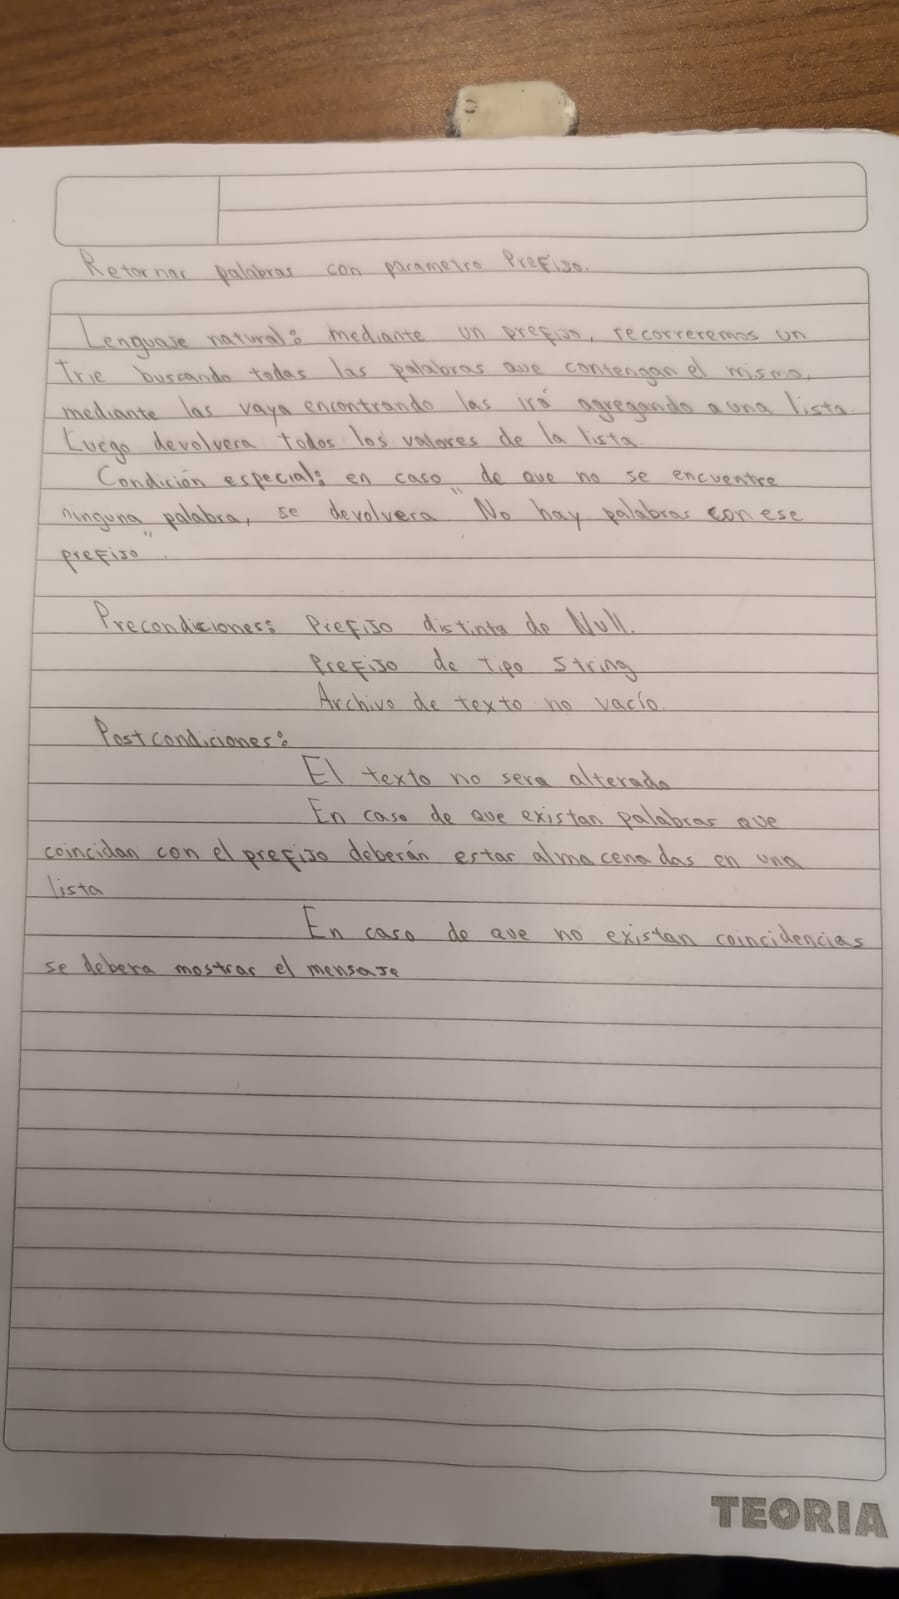 Retornar palabras con parametro Prefijo.
Lenguaje natural: mediante un prefijo, recorreremos un
Trie buscando todas las palabras que contengan el mismo,
mediante las vaya encontrando las irá agregando a una lista.
Luego devolvera todos los valores de la lista.
Condición especial: en caso de que no se encuentre
ninguna palabra, se devolvera "No hay palabras con ese
prefijo".
Precondiciones: Prefijo distinto de Null.
Prefijo de tipo String
Archivo de texto no vacío.
Postcondiciones:
El texto no sera alterado
En caso de que existan palabras que
coincidan con el prefijo deberán estar almacenadas en una
lista
En caso de que no existan coincidencias
se debera mostrar el mensaje
TEORIA